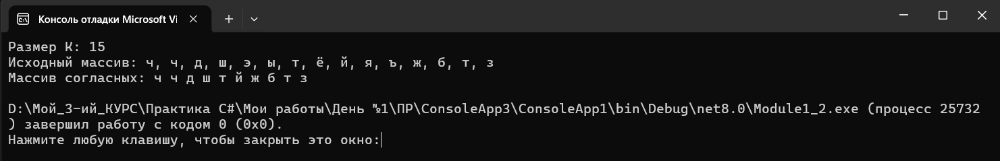 Консоль отладки Microsoft Vi
Размер К: 15
Исходный массив: ч, ч, д, ш, э, ы, т, ё, й, я, ъ, ж, б, т, з
Массив согласных: ч ч д ш т й ж б т з
D:\Мой_3-ий_КУРС\Практика C#\Мои работы\День №1\ПР\ConsoleApp3\ConsoleApp1\bin\Debug\net8.0\Module1_2.exe (процесс 25732
) завершил работу с кодом 0 (0x0).
Нажмите любую клавишу, чтобы закрыть это окно: